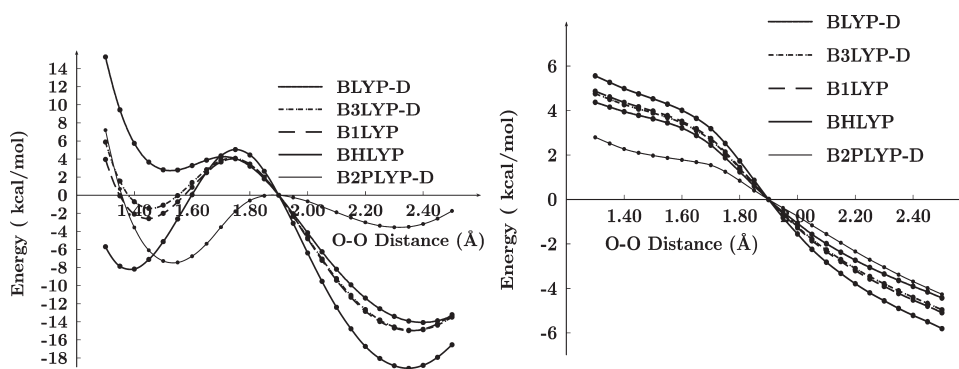 Energy ( kcal/mol)
14
12
10
8
6
4
2
0
-2
-4
-6
-8
-10
-12
-14
-16
-18
1.40
1.60
2.00
2.20
2.40
O-O Distance (Å)
BLYP-D
B3LYP-D
B1LYP
BHLYP
B2PLYP-D
Energy ( kcal/mol)
6
4
2
0
-2
-4
-6
1.40
1.60
1.80
2.00
2.20
2.40
O-O Distance (Å)
BLYP-D
B3LYP-D
B1LYP
BHLYP
B2PLYP-D